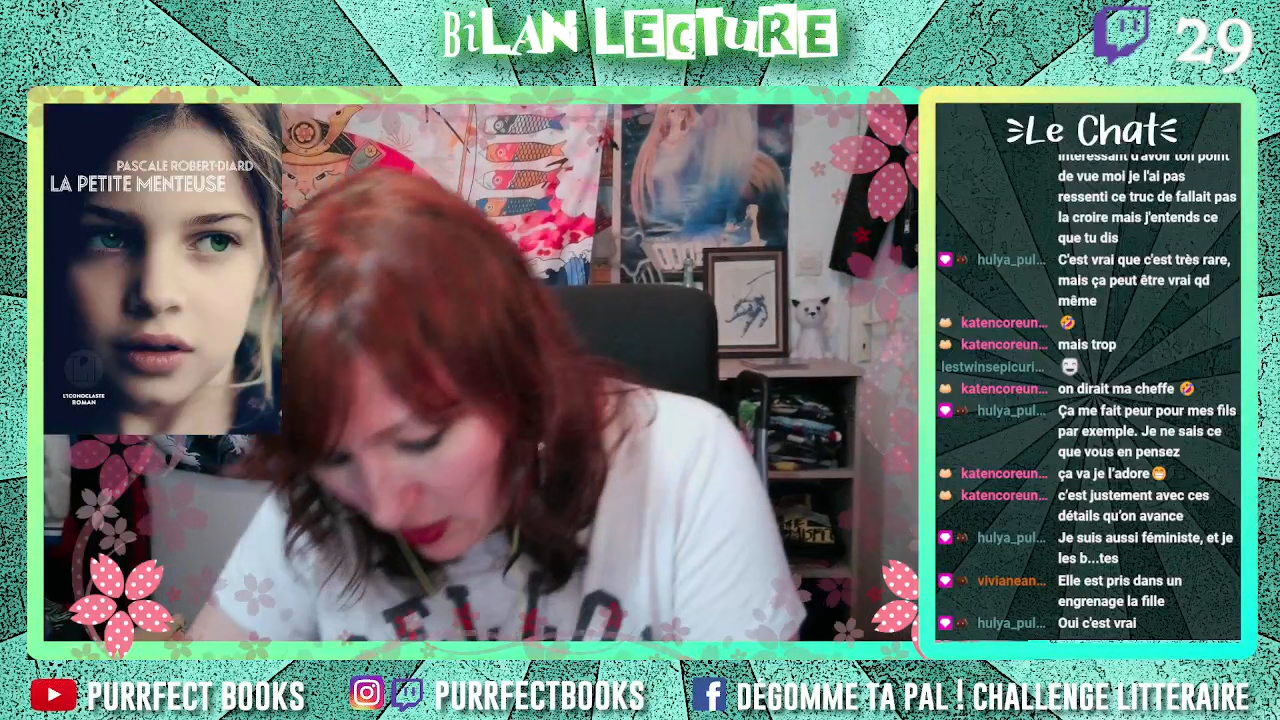 BiLAN LECTURE
29
PASCALE ROBERT-DIARD
LA PETITE MENTEUSE
L'ICONOCLASTE
ROMAN
Le Chat
intéressant d'avoir ton point
de vue moi je l'ai pas
ressenti ce truc de fallait pas
la croire mais j'entends ce
que tu dis
hulya_pul... C'est vrai que c'est très rare,
mais ça peut être vrai qd
même
katencoreun... 🤣
katencoreun... mais trop
lestwinsepicuri...
katencoreun... on dirait ma cheffe 🤣
hulya_pul... Ça me fait peur pour mes fils
par exemple. Je ne sais ce
que vous en pensez
katencoreun... ça va je l'adore😁
katencoreun... c'est justement avec ces
détails qu'on avance
hulya_pul... Je suis aussi féministe, et je
les b...tes
vivianean... Elle est pris dans un
engrenage la fille
hulya_pul... Oui c'est vrai
PURRFECT BOOKS
PURRFECTBOOKS
DÉGOMME TA PAL ! CHALLENGE LITTÉRAIRE